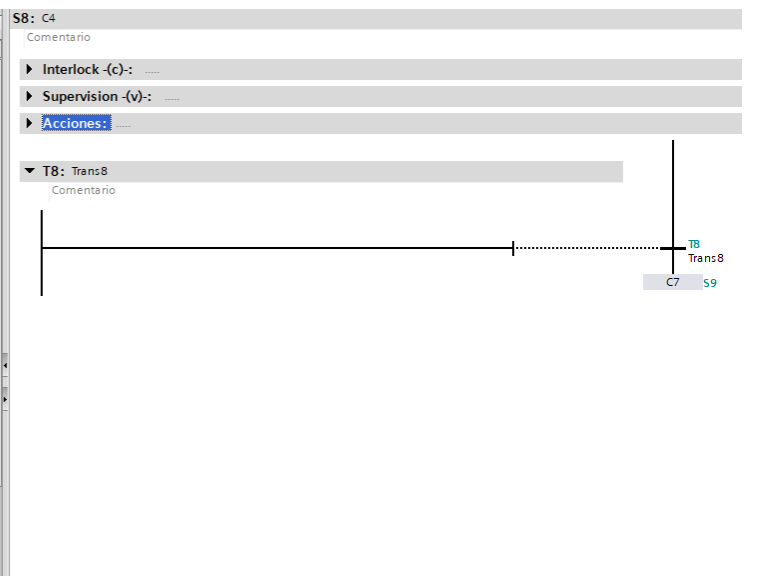 S8: C4
Comentario
Interlock -(c)-: .....
Supervision -(v)-: .....
Acciones: .....
T8: Trans8
Comentario
T8
Trans8
C7 S9